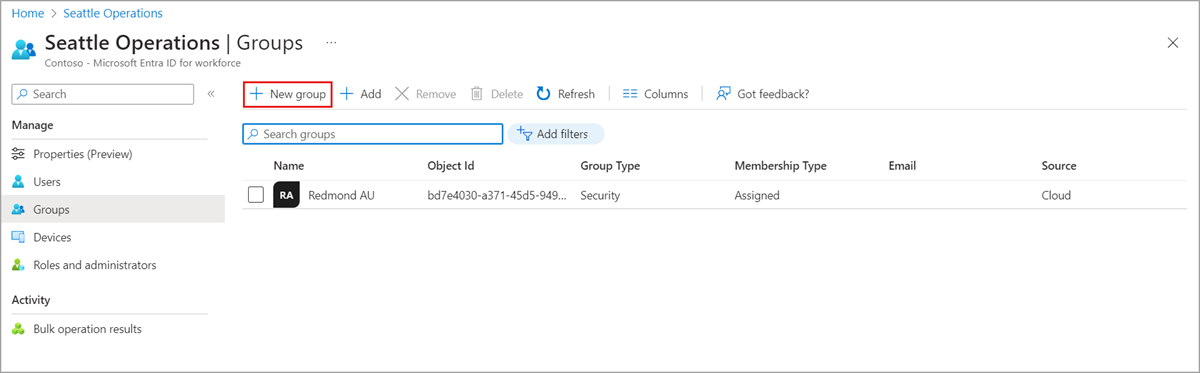 Home > Seattle Operations
Seattle Operations | Groups ...
Contoso - Microsoft Entra ID for workforce
Search «
+ New group + Add Remove Delete Refresh Columns Got feedback?
Manage
Search groups Add filters
Properties (Preview)
Name Object Id Group Type Membership Type Email Source
Users
RA Redmond AU bd7e4030-a371-45d5-949... Security Assigned Cloud
Groups
Devices
Roles and administrators
Activity
Bulk operation results